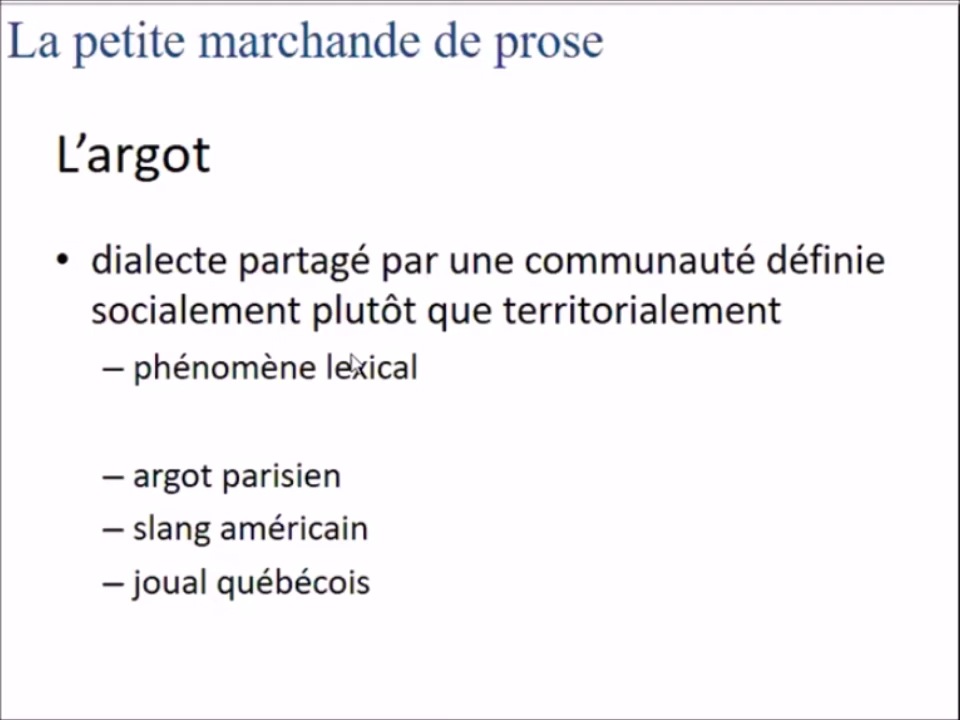 La petite marchande de prose
L’argot
• dialecte partagé par une communauté définie
socialement plutôt que territorialement
– phénomène lexical
– argot parisien
– slang américain
– joual québécois